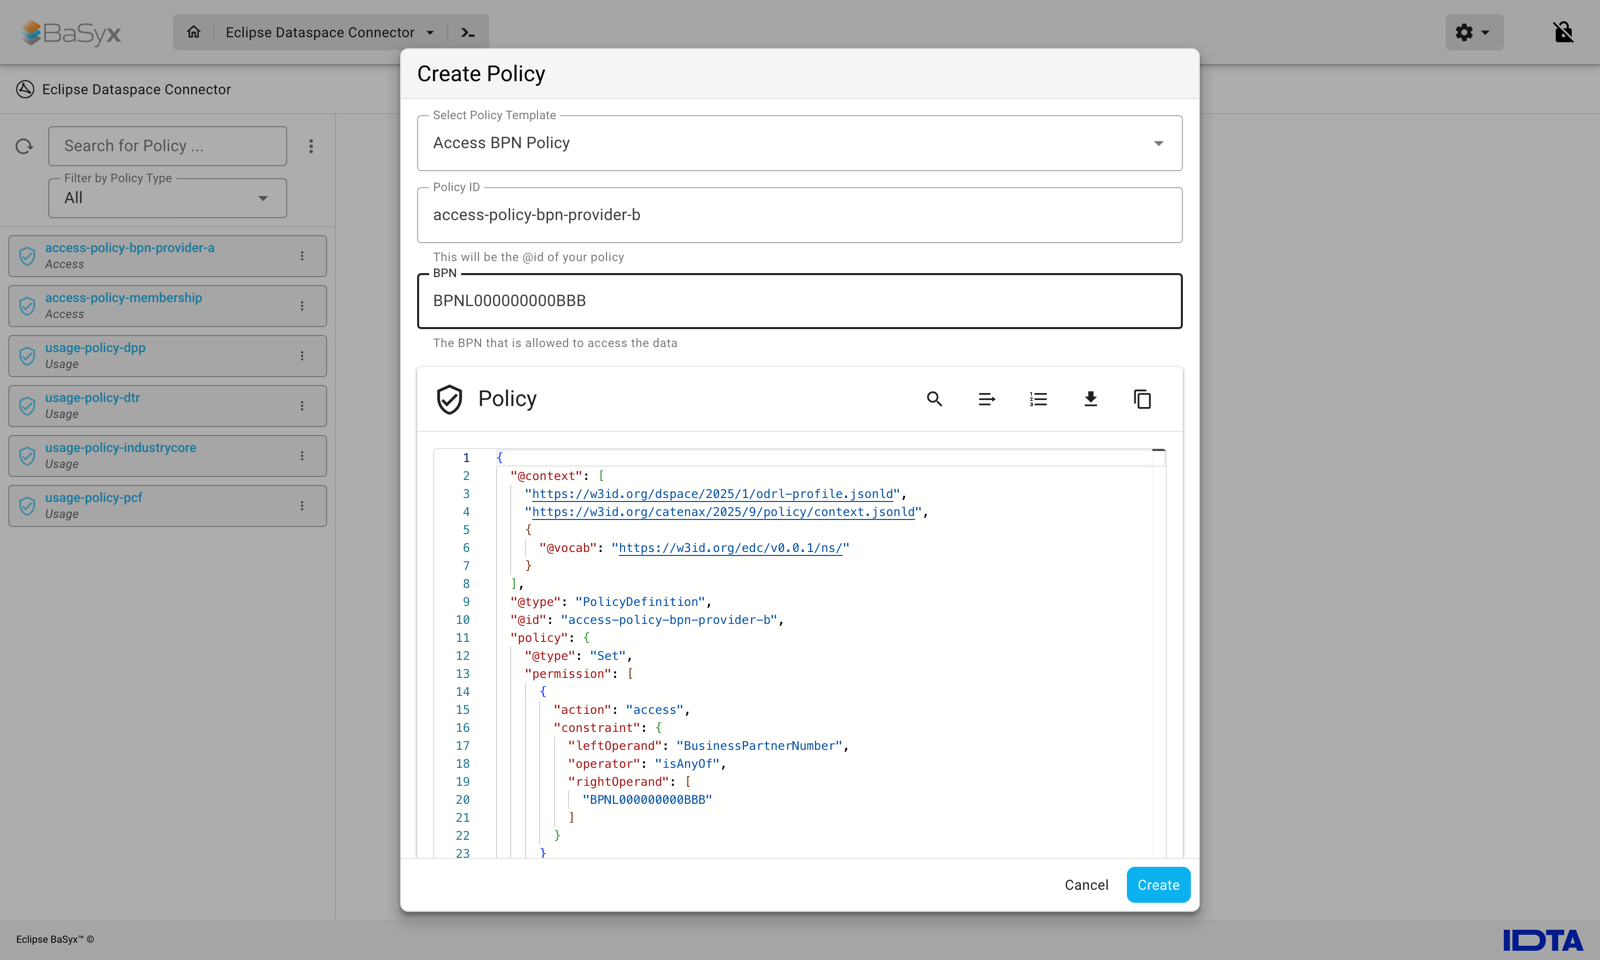 BaSyx
Eclipse Dataspace Connector
Eclipse Dataspace Connector
Search for Policy ...
Filter by Policy Type
All
access-policy-bpn-provider-a
Access
access-policy-membership
Access
usage-policy-dpp
Usage
usage-policy-dtr
Usage
usage-policy-industrycore
Usage
usage-policy-pcf
Usage
Create Policy
Select Policy Template
Access BPN Policy
Policy ID
access-policy-bpn-provider-b
This will be the @id of your policy
BPN
BPNL000000000BBB
The BPN that is allowed to access the data
Policy
1 {
2 "@context": [
3 "https://w3id.org/dspace/2025/1/odrl-profile.jsonld",
4 "https://w3id.org/catenax/2025/9/policy/context.jsonld",
5 {
6 "@vocab": "https://w3id.org/edc/v0.0.1/ns/"
7 }
8 ],
9 "@type": "PolicyDefinition",
10 "@id": "access-policy-bpn-provider-b",
11 "policy": {
12 "@type": "Set",
13 "permission": [
14 {
15 "action": "access",
16 "constraint": {
17 "leftOperand": "BusinessPartnerNumber",
18 "operator": "isAnyOf",
19 "rightOperand": [
20 "BPNL000000000BBB"
21 ]
22 }
23 }
Cancel
Create
Eclipse BaSyx™ ©
IDTA